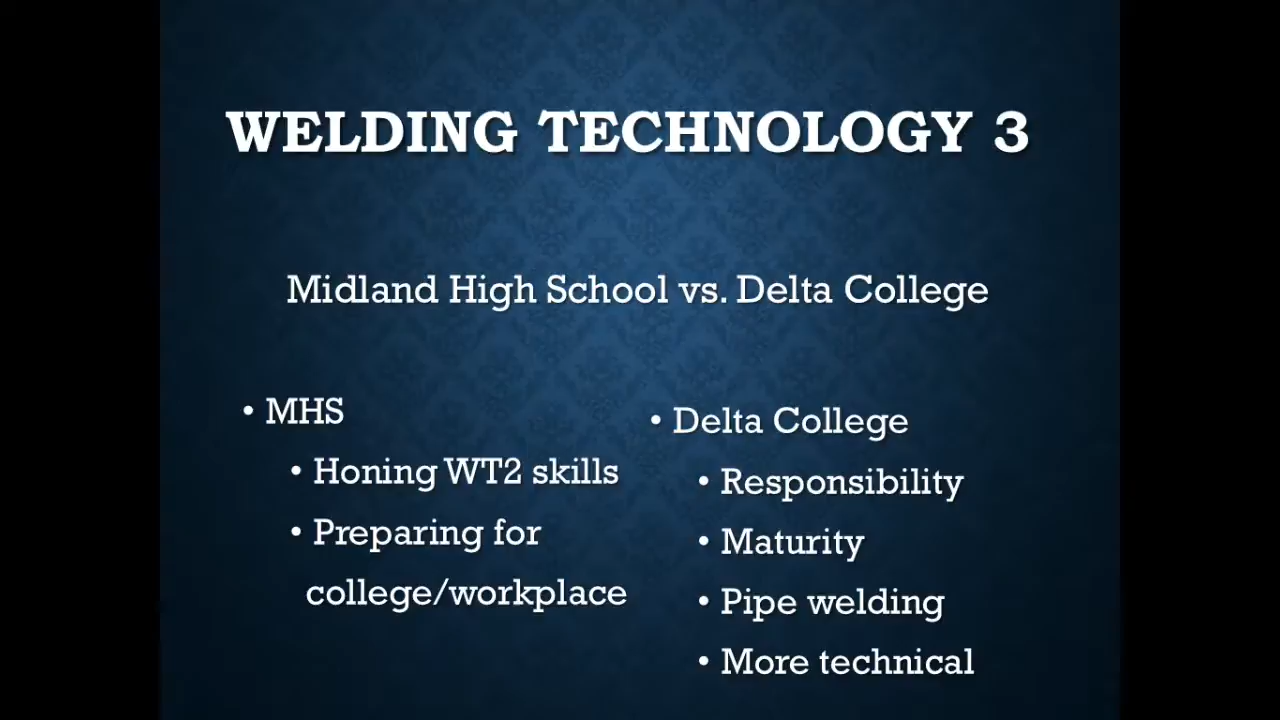 WELDING TECHNOLOGY 3
Midland High School vs. Delta College
• MHS
• Honing WT2 skills
• Preparing for
college/workplace
• Delta College
• Responsibility
• Maturity
• Pipe welding
• More technical